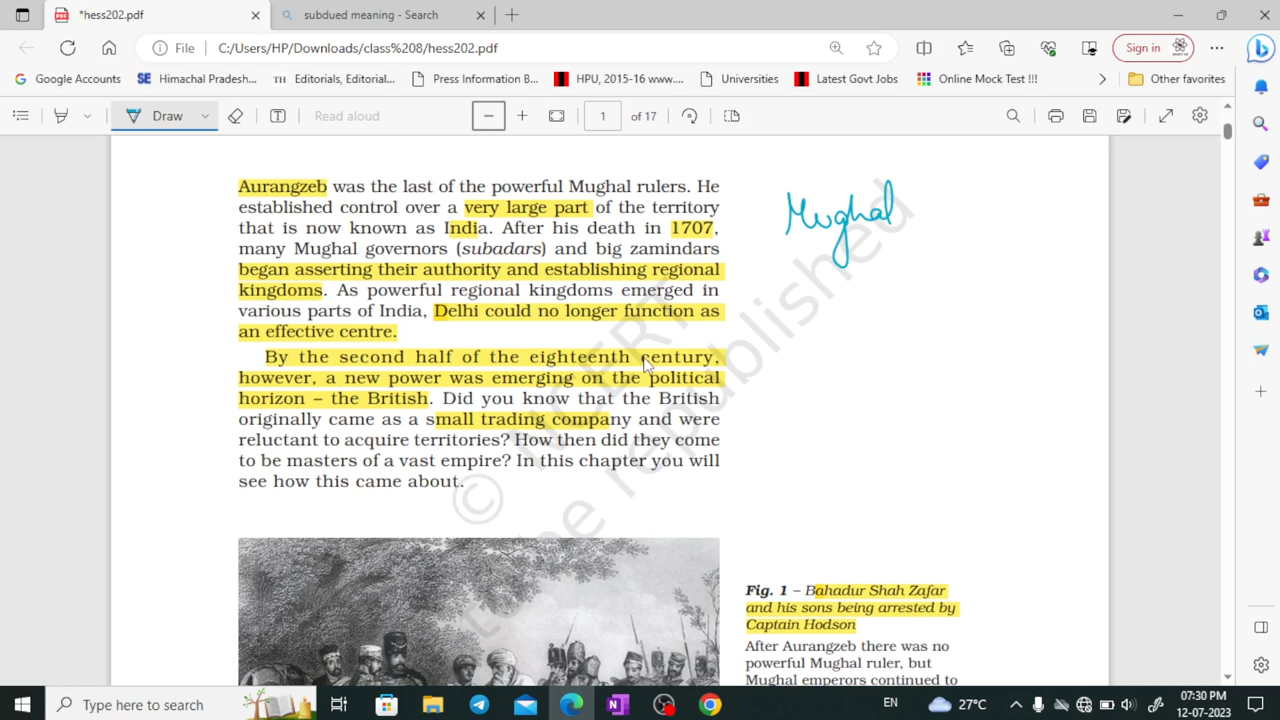 *hess202.pdf
subdued meaning - Search
File
C:/Users/HP/Downloads/class%208/hess202.pdf
Sign in
Google Accounts
SE Himachal Pradesh...
TH Editorials, Editorial...
Press Information B...
HPU, 2015-16 www....
Universities
Latest Govt Jobs
Online Mock Test !!!
Other favorites
Draw
Read aloud
1 of 17
Aurangzeb was the last of the powerful Mughal rulers. He
established control over a very large part of the territory
that is now known as India. After his death in 1707,
many Mughal governors (subadars) and big zamindars
began asserting their authority and establishing regional
kingdoms. As powerful regional kingdoms emerged in
various parts of India, Delhi could no longer function as
an effective centre.
By the second half of the eighteenth century,
however, a new power was emerging on the political
horizon – the British. Did you know that the British
originally came as a small trading company and were
reluctant to acquire territories? How then did they come
to be masters of a vast empire? In this chapter you will
see how this came about.
Mughal
© NCERT
be republished
Fig. 1 – Bahadur Shah Zafar
and his sons being arrested by
Captain Hodson
After Aurangzeb there was no
powerful Mughal ruler, but
Mughal emperors continued to
Type here to search
EN
27°C
07:30 PM
12-07-2023